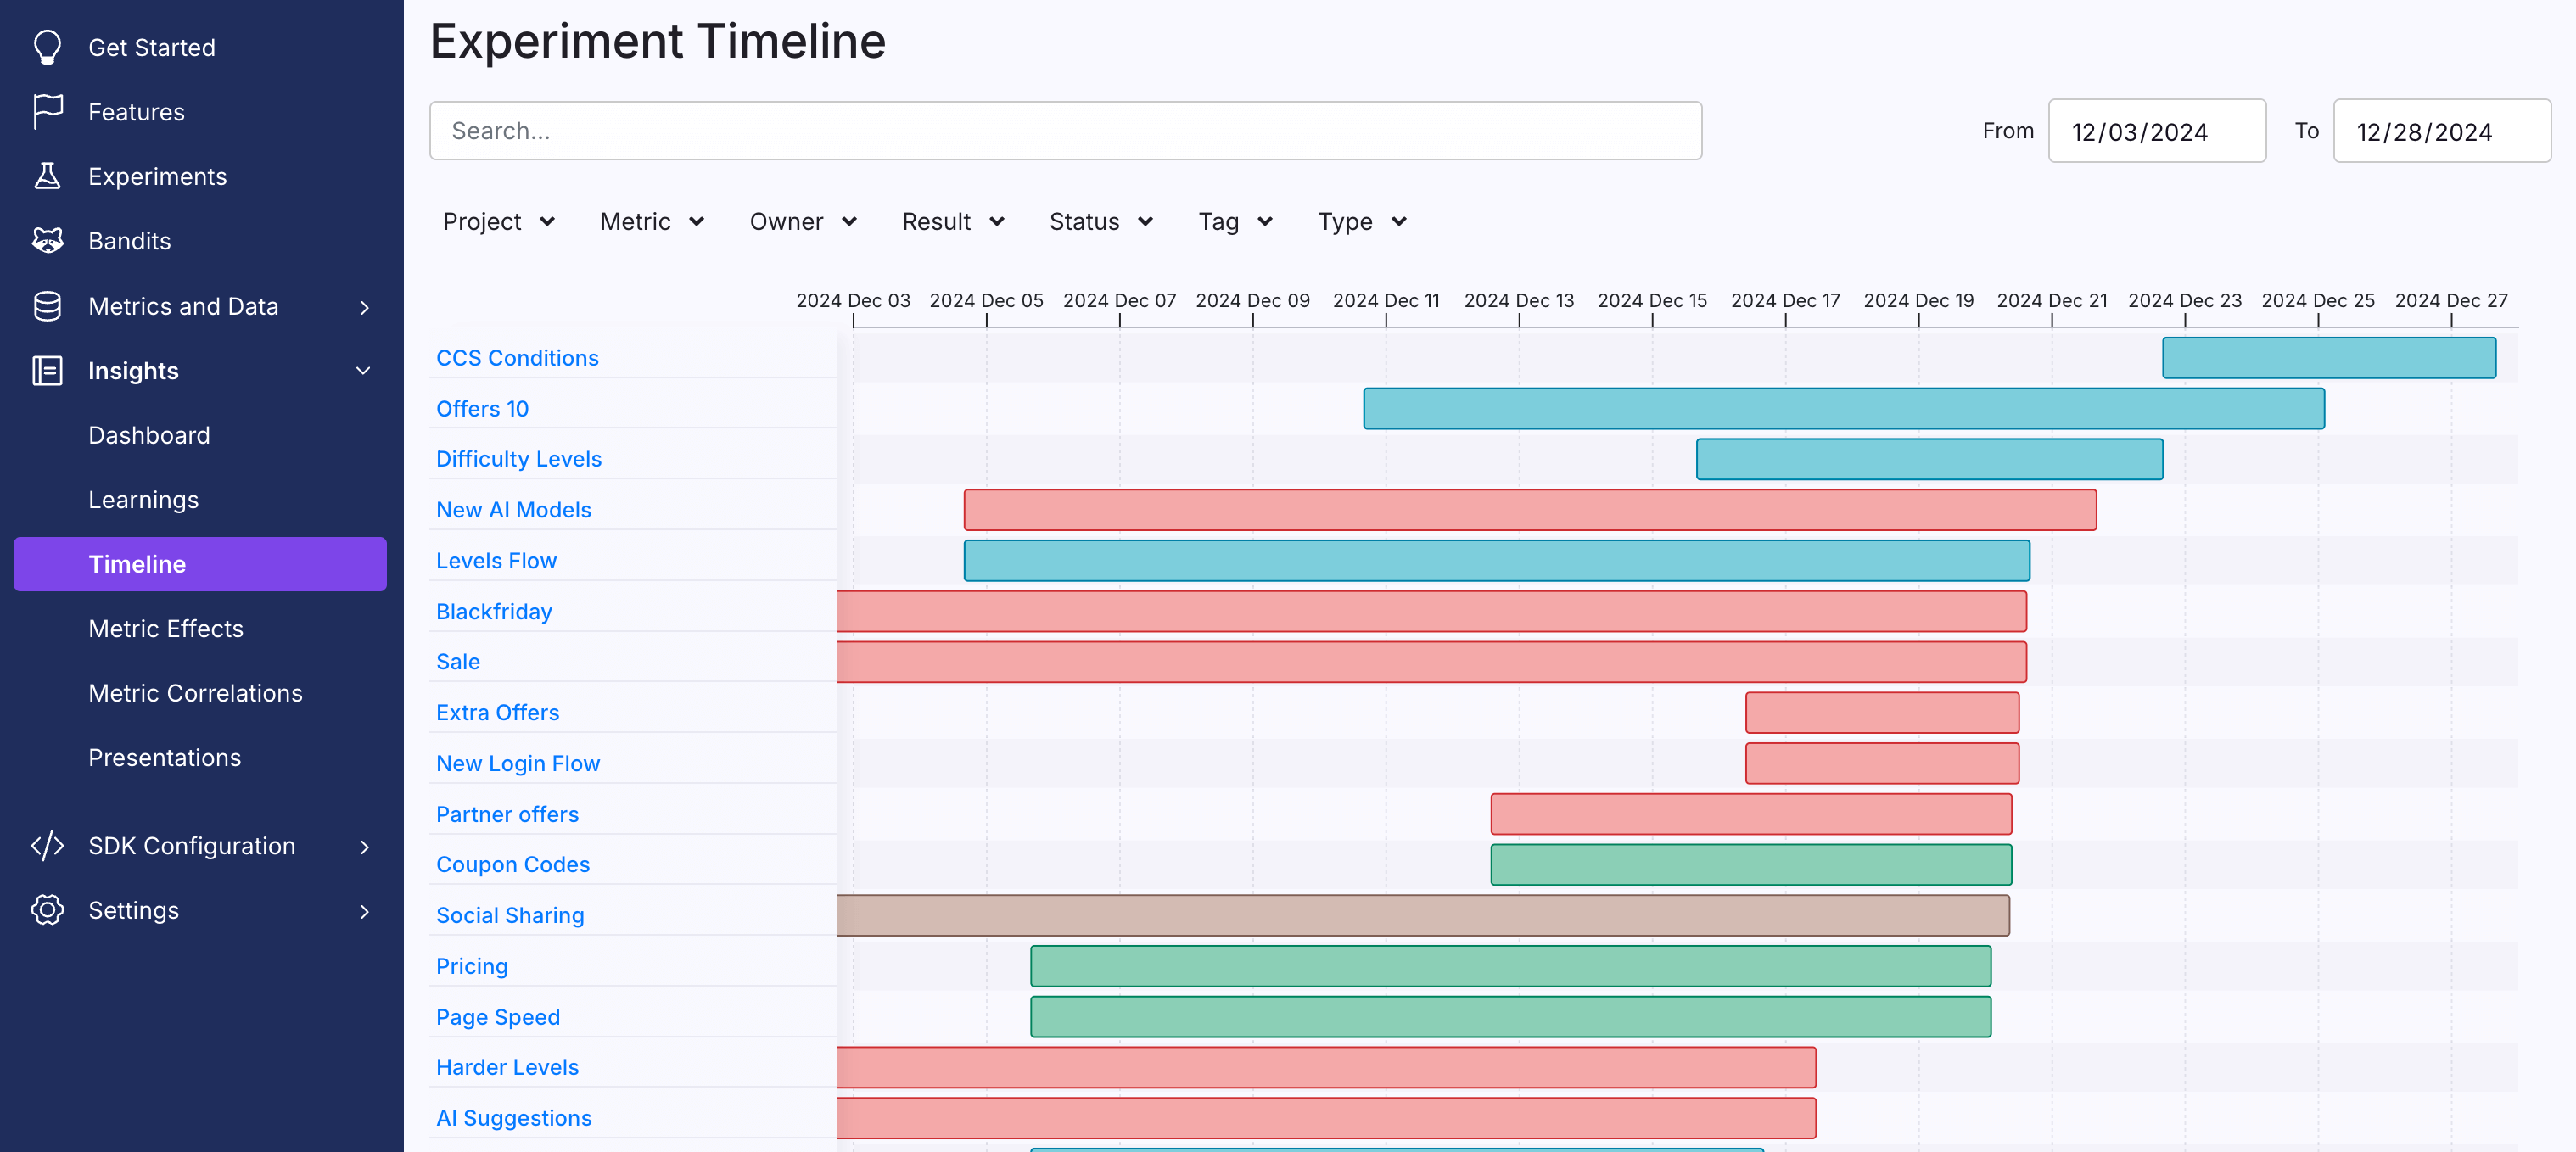 Get Started
Features
Experiments
Bandits
Metrics and Data
Insights
Dashboard
Learnings
Timeline
Metric Effects
Metric Correlations
Presentations
SDK Configuration
Settings
Experiment Timeline
Search...
From 12/03/2024 To 12/28/2024
Project Metric Owner Result Status Tag Type
2024 Dec 03 2024 Dec 05 2024 Dec 07 2024 Dec 09 2024 Dec 11 2024 Dec 13 2024 Dec 15 2024 Dec 17 2024 Dec 19 2024 Dec 21 2024 Dec 23 2024 Dec 25 2024 Dec 27
CCS Conditions
Offers 10
Difficulty Levels
New AI Models
Levels Flow
Blackfriday
Sale
Extra Offers
New Login Flow
Partner offers
Coupon Codes
Social Sharing
Pricing
Page Speed
Harder Levels
AI Suggestions